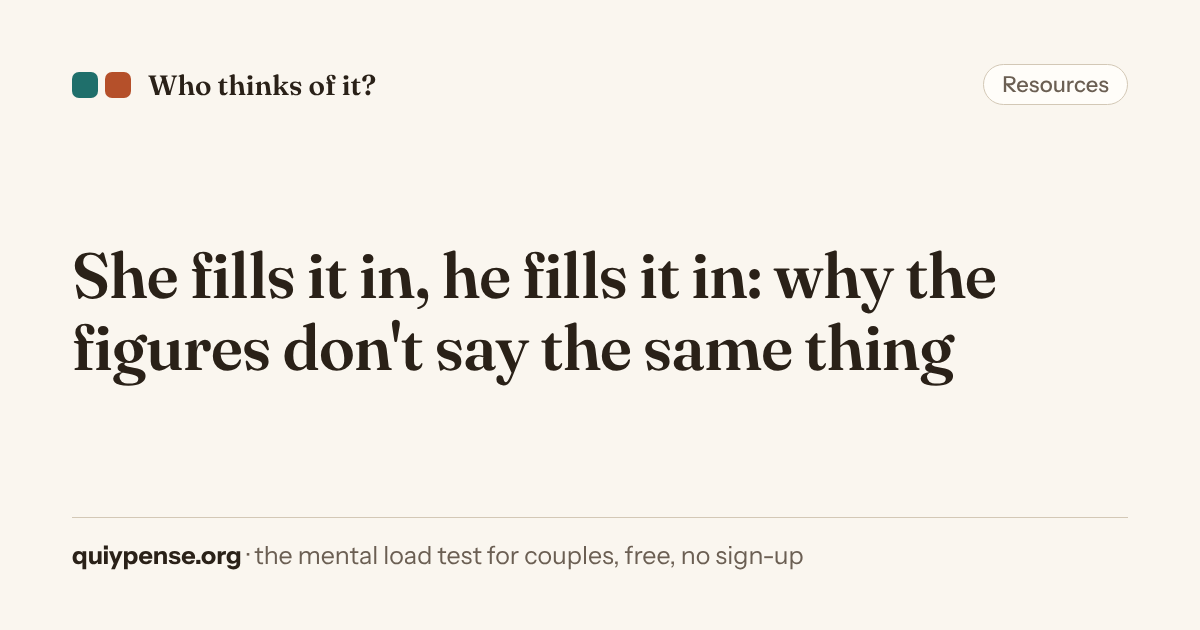 Who thinks of it?
Resources
She fills it in, he fills it in: why the
figures don't say the same thing
quiypense.org · the mental load test for couples, free, no sign-up